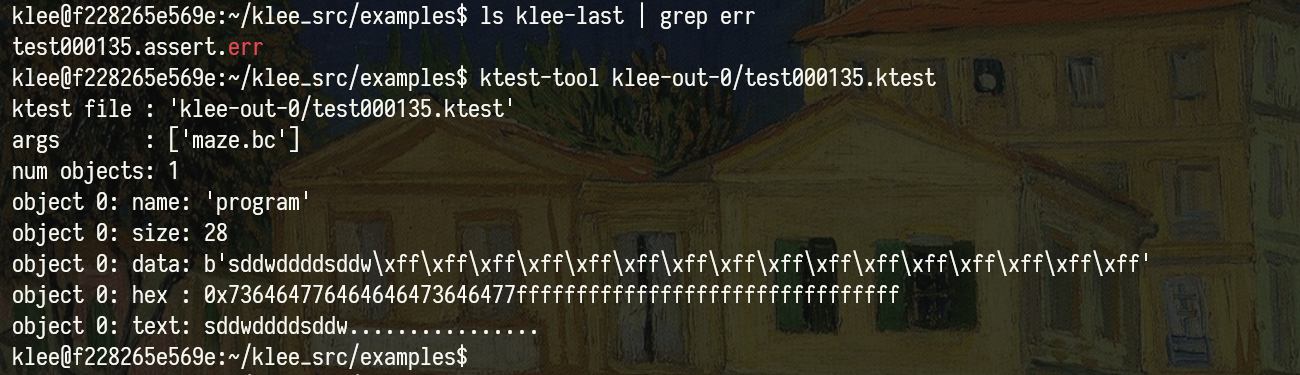 klee@f228265e569e:~/klee_src/examples$ ls klee-last | grep err
test000135.assert.err
klee@f228265e569e:~/klee_src/examples$ ktest-tool klee-out-0/test000135.ktest
ktest file : 'klee-out-0/test000135.ktest'
args       : ['maze.bc']
num objects: 1
object 0: name: 'program'
object 0: size: 28
object 0: data: b'sddwddddsddw\xff\xff\xff\xff\xff\xff\xff\xff\xff\xff\xff\xff\xff\xff\xff\xff'
object 0: hex : 0x736464776464646473646477ffffffffffffffffffffffffffffffff
object 0: text: sddwddddsddw................
klee@f228265e569e:~/klee_src/examples$